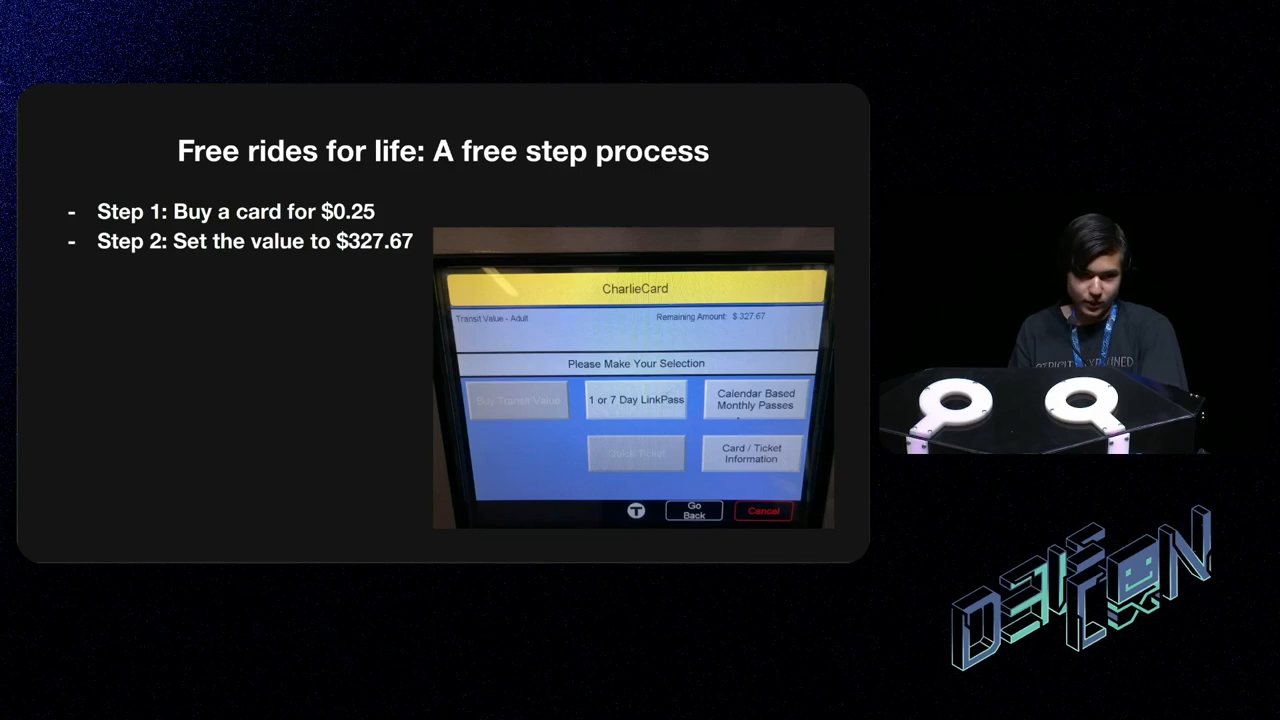 Free rides for life: A free step process
- Step 1: Buy a card for $0.25
- Step 2: Set the value to $327.67
CharlieCard
Transit Value - Adult
Remaining Amount: $ 327.67
Please Make Your Selection
Buy Transit Value
1 or 7 Day LinkPass
Calendar Based
Monthly Passes
Quick Ticket
Card / Ticket
Information
T
Go
Back
Cancel
DEF
CON